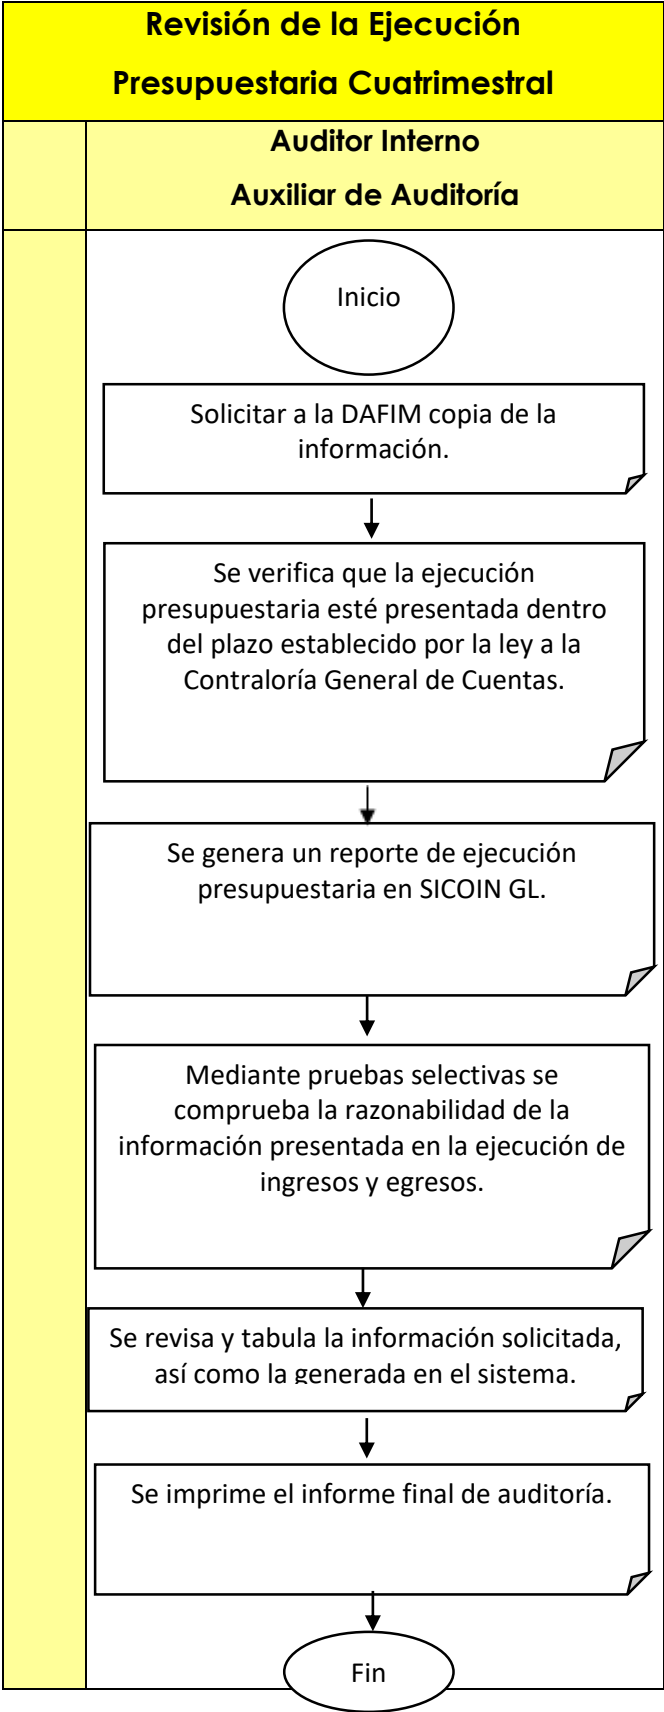 Revisión de la Ejecución
Presupuestaria Cuatrimestral
Auditor Interno
Auxiliar de Auditoría
Inicio
Solicitar a la DAFIM copia de la
información.
Se verifica que la ejecución
presupuestaria esté presentada dentro
del plazo establecido por la ley a la
Contraloría General de Cuentas.
Se genera un reporte de ejecución
presupuestaria en SICOIN GL.
Mediante pruebas selectivas se
comprueba la razonabilidad de la
información presentada en la ejecución de
ingresos y egresos.
Se revisa y tabula la información solicitada,
así como la generada en el sistema.
Se imprime el informe final de auditoría.
Fin